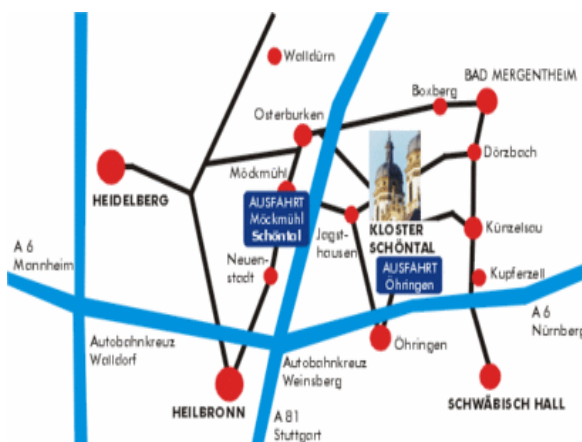 Walldürn
BAD MERGENTHEIM
Boxberg
Osterburken
Dörzbach
Möckmühl
HEIDELBERG
AUSFAHRT
Möckmühl
Schöntal
Jagst-
hausen
KLOSTER
SCHÖNTAL
Künzelsau
A 6
Mannheim
Neuen-
stadt
AUSFAHRT
Öhringen
Kupferzell
A 6
Nürnberg
Autobahnkreuz
Walldorf
Öhringen
Autobahnkreuz
Weinsberg
HEILBRONN
SCHWÄBISCH HALL
A 81
Stuttgart